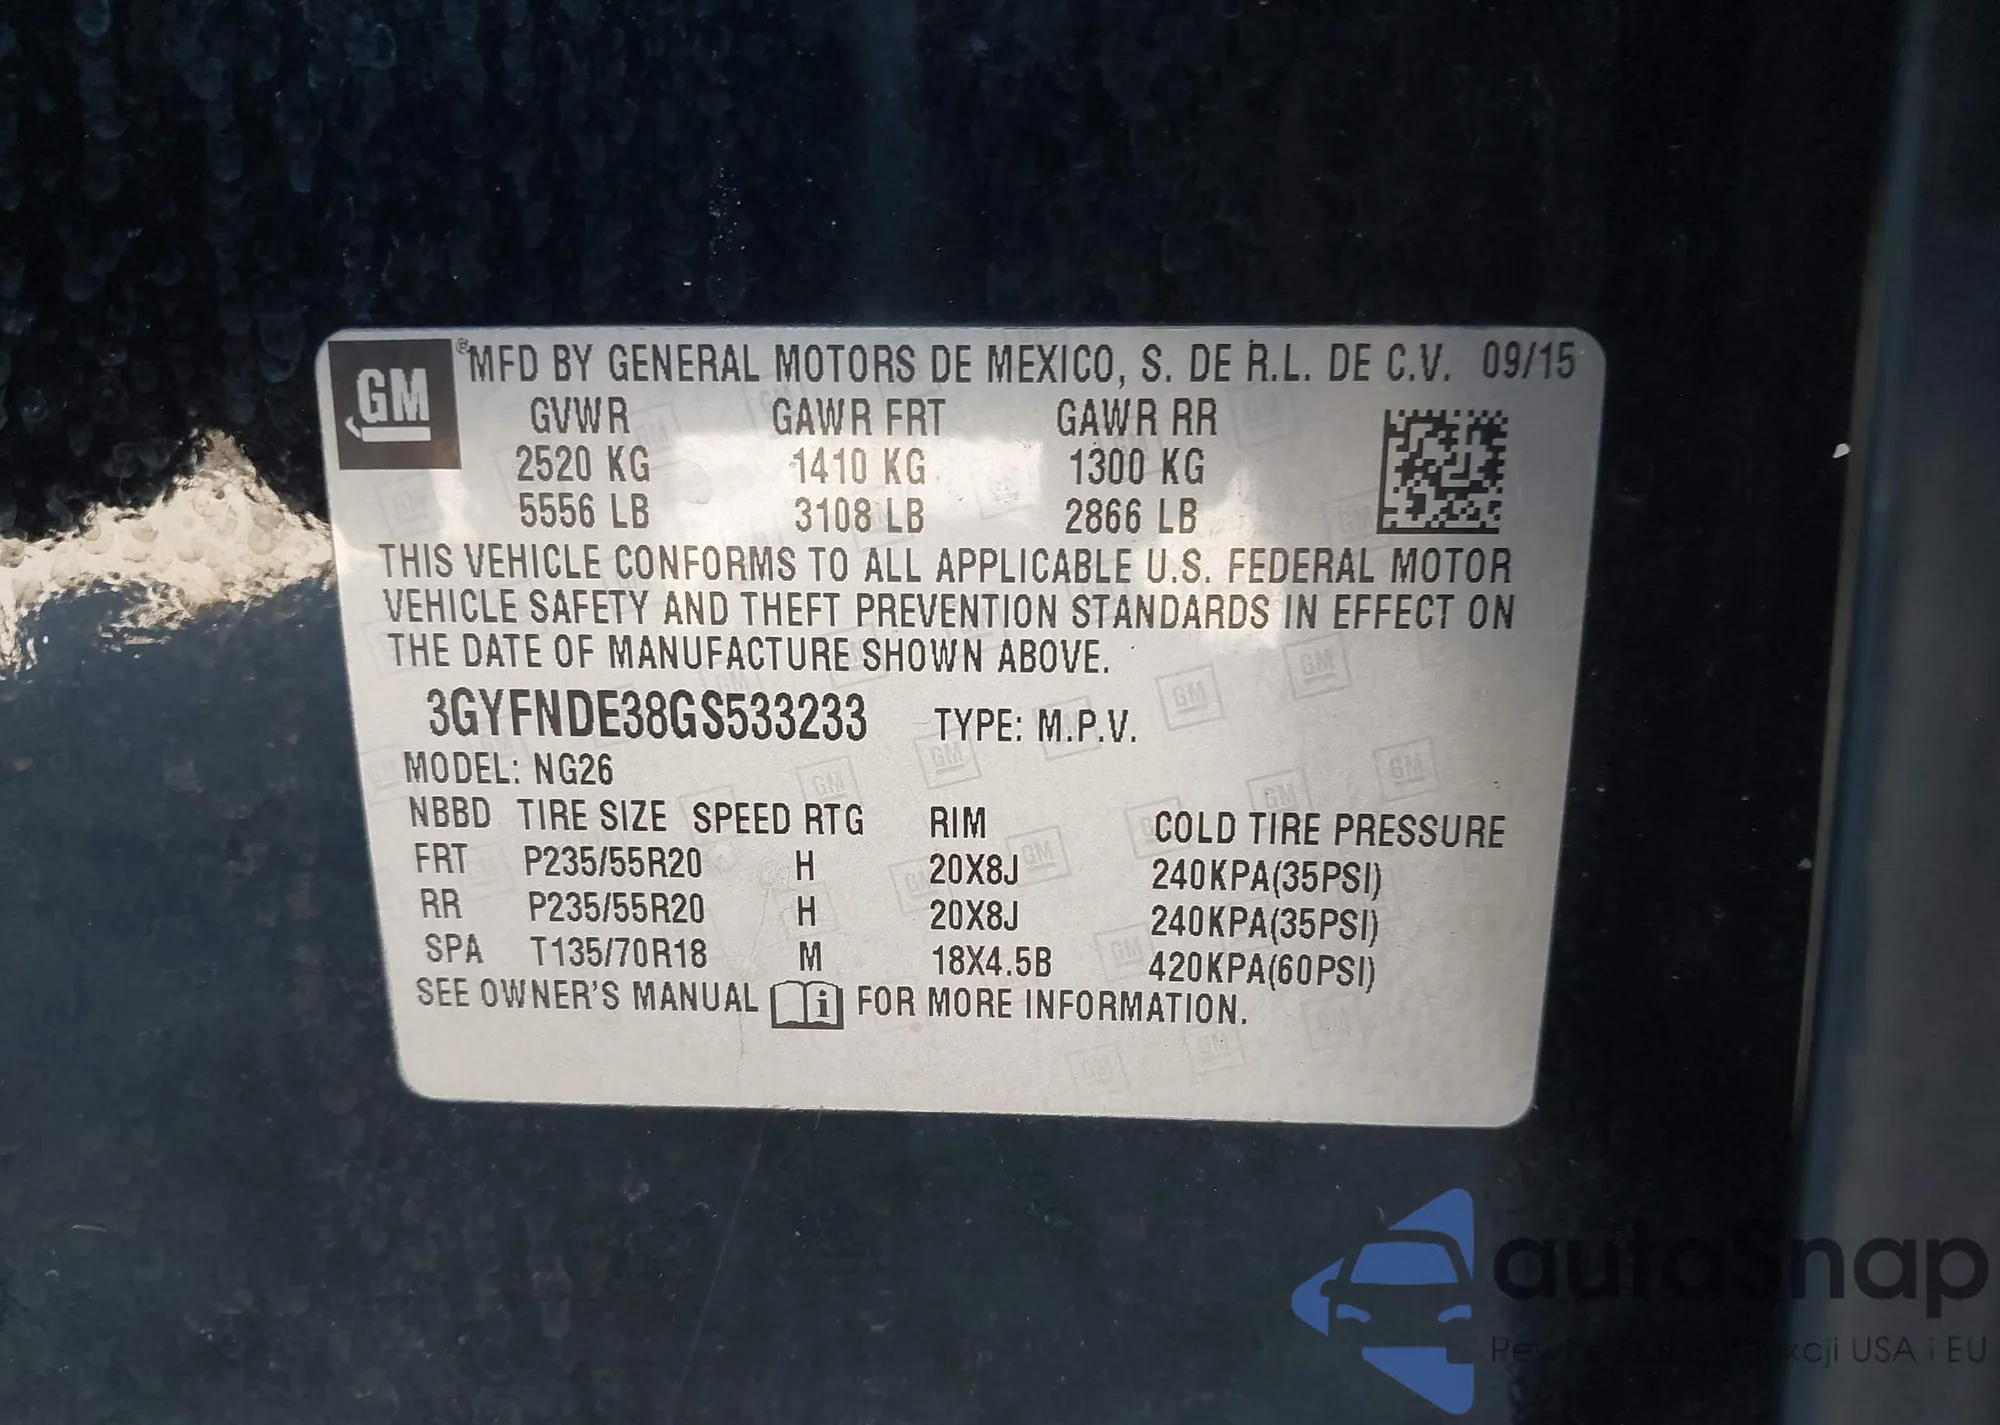 GM
®MFD BY GENERAL MOTORS DE MEXICO, S. DE R.L. DE C.V. 09/15
GVWR GAWR FRT GAWR RR
2520 KG 1410 KG 1300 KG
5556 LB 3108 LB 2866 LB
THIS VEHICLE CONFORMS TO ALL APPLICABLE U.S. FEDERAL MOTOR
VEHICLE SAFETY AND THEFT PREVENTION STANDARDS IN EFFECT ON
THE DATE OF MANUFACTURE SHOWN ABOVE.
3GYFNDE38GS533233 TYPE: M.P.V.
MODEL: NG26
NBBD TIRE SIZE SPEED RTG RIM COLD TIRE PRESSURE
FRT P235/55R20 H 20X8J 240KPA(35PSI)
RR P235/55R20 H 20X8J 240KPA(35PSI)
SPA T135/70R18 M 18X4.5B 420KPA(60PSI)
SEE OWNER'S MANUAL i FOR MORE INFORMATION.
autaSnap
USA i EU